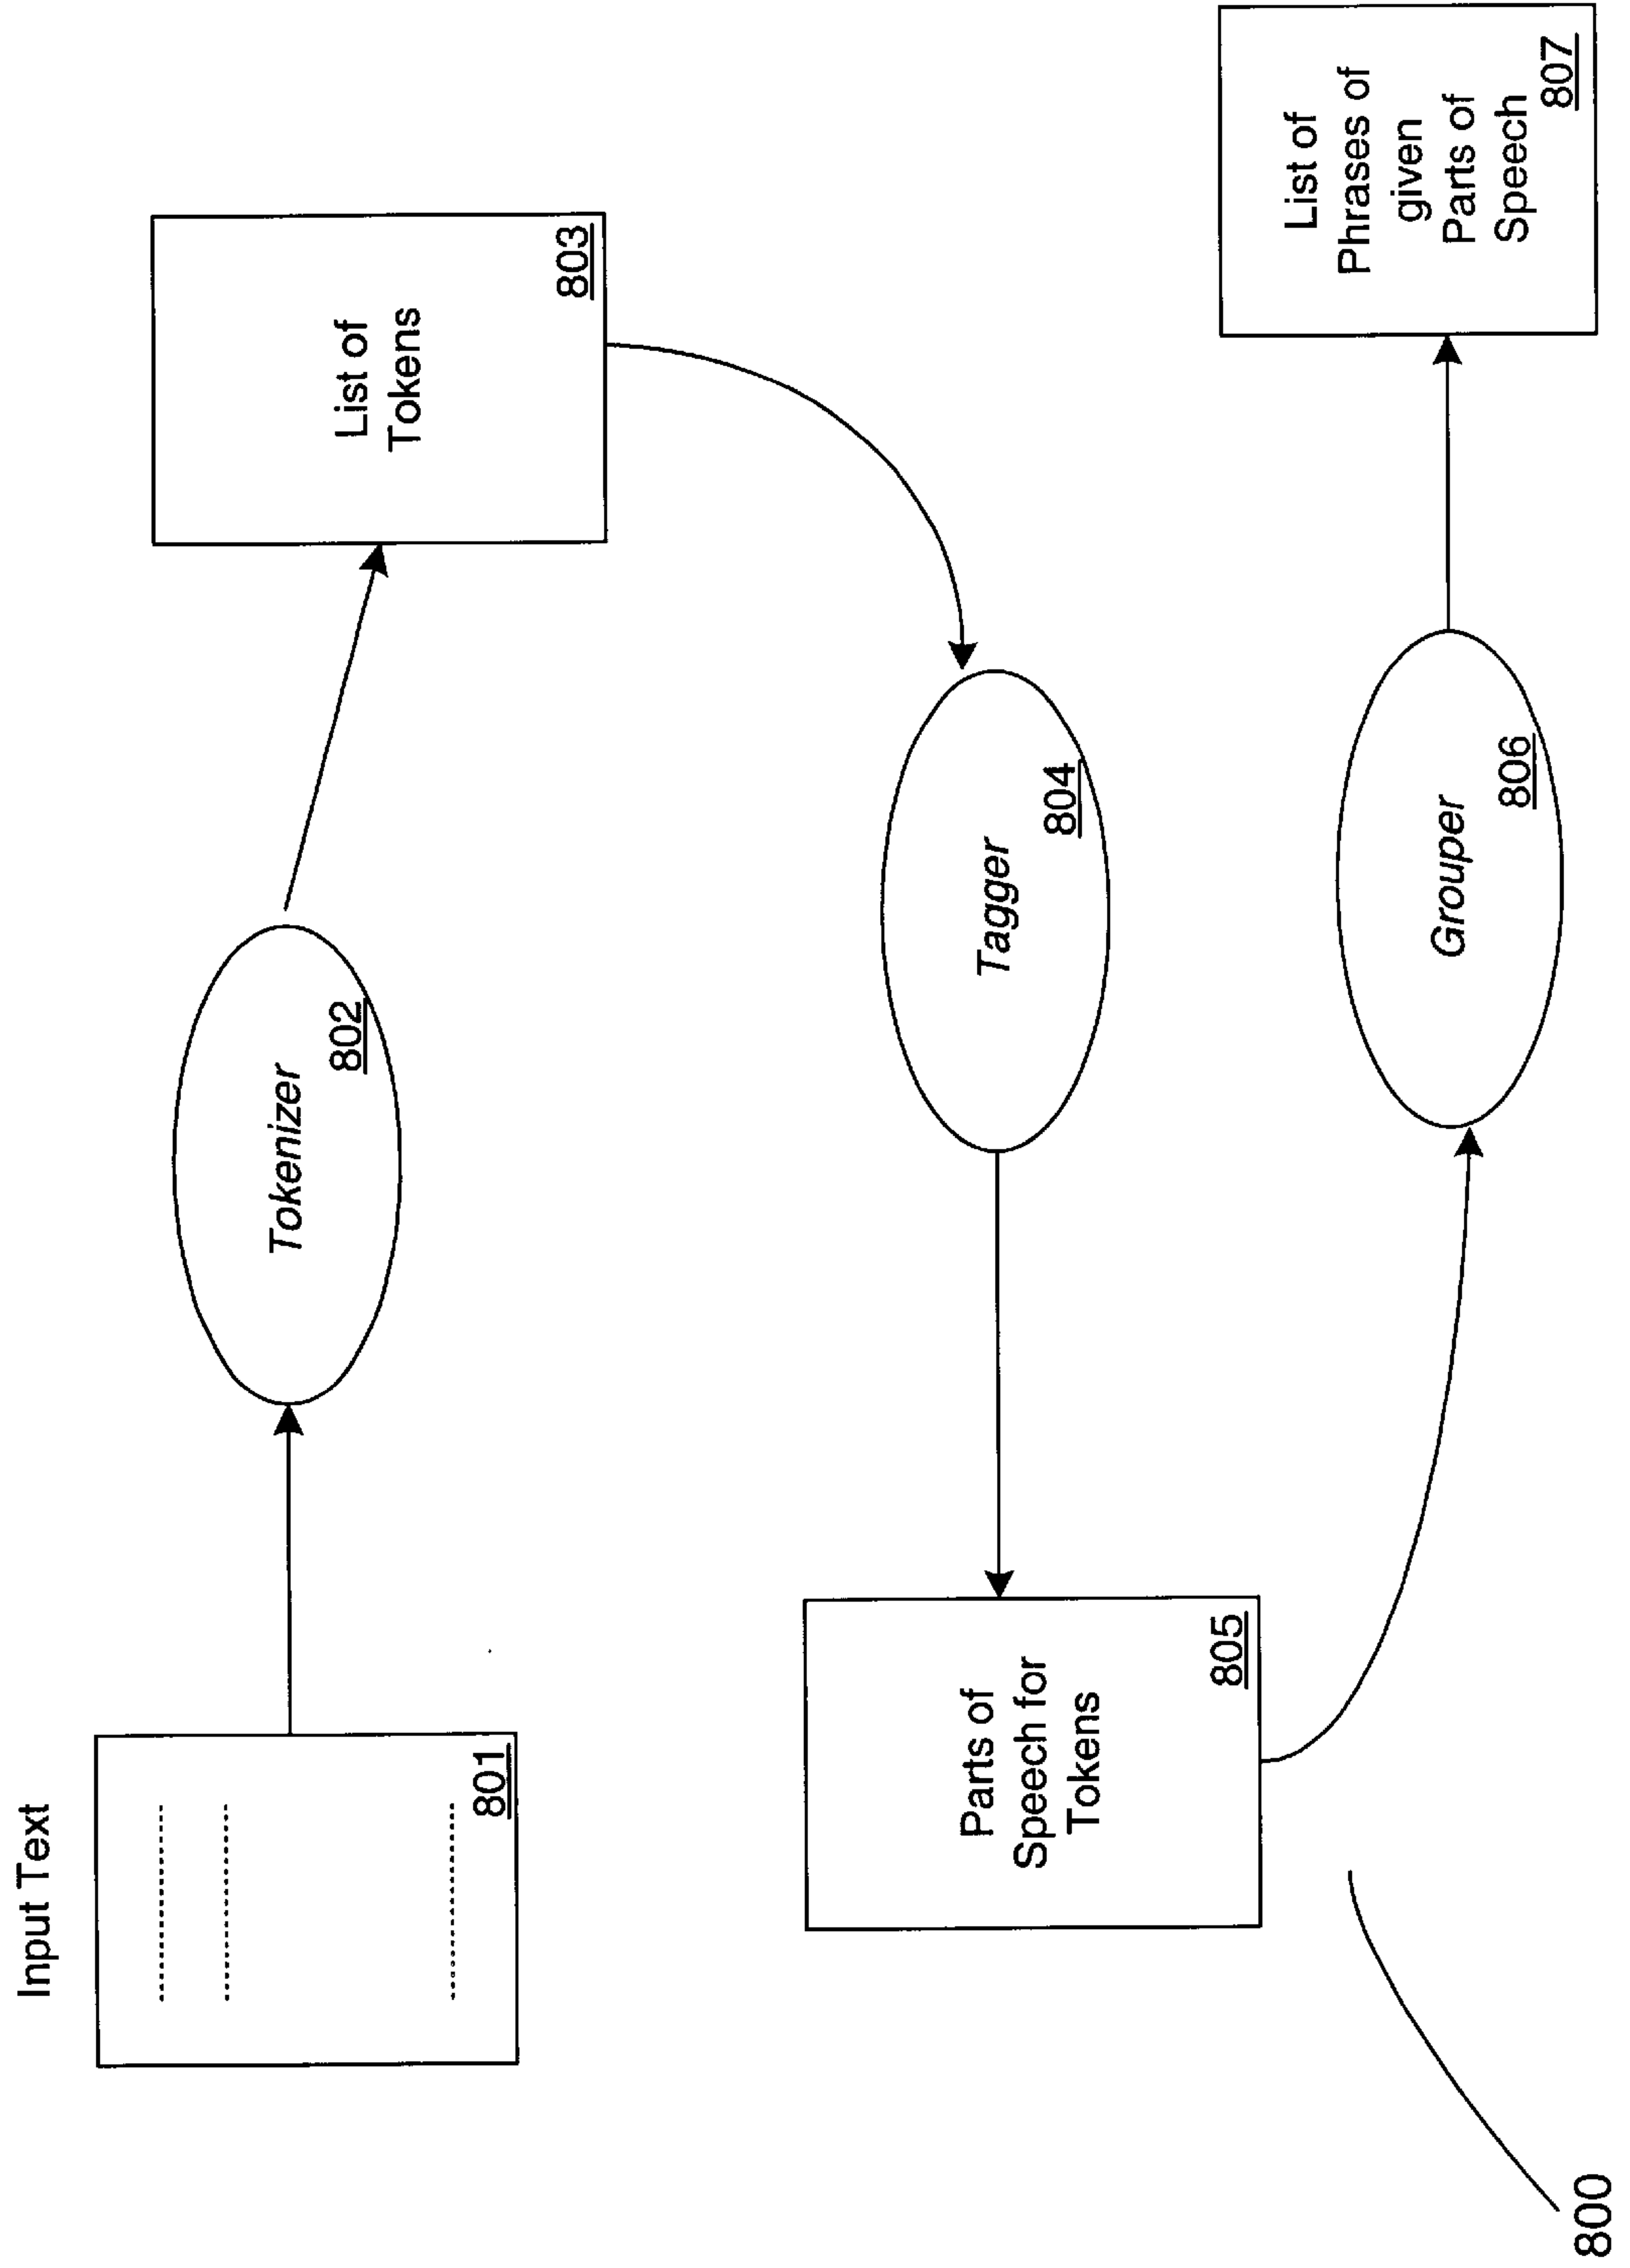 Input Text
801
Tokenizer
802
List of
Tokens
803
Tagger
804
Parts of
Speech for
Tokens
805
Grouper
806
List of
Phrases of
given
Parts of
Speech
807
800